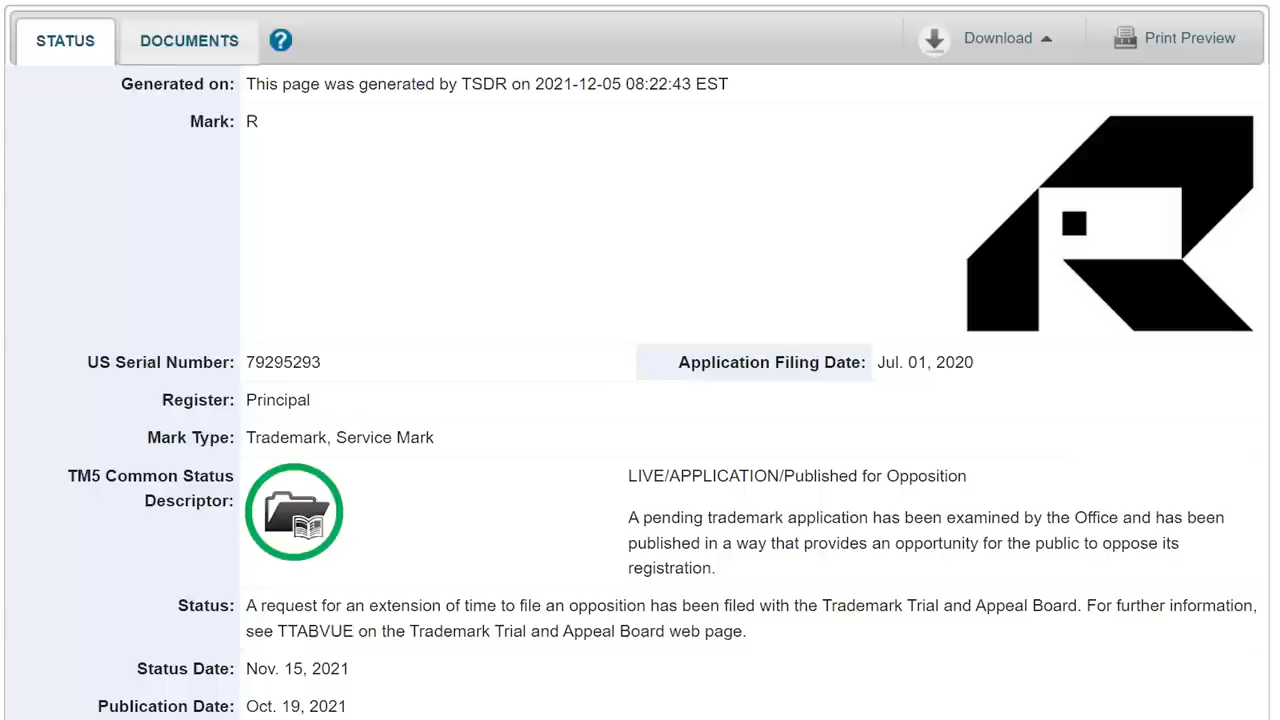 STATUS DOCUMENTS ? Download Print Preview
Generated on: This page was generated by TSDR on 2021-12-05 08:22:43 EST
Mark: R
R
US Serial Number: 79295293 Application Filing Date: Jul. 01, 2020
Register: Principal
Mark Type: Trademark, Service Mark
TM5 Common Status Descriptor: LIVE/APPLICATION/Published for Opposition
A pending trademark application has been examined by the Office and has been
published in a way that provides an opportunity for the public to oppose its
registration.
Status: A request for an extension of time to file an opposition has been filed with the Trademark Trial and Appeal Board. For further information,
see TTABVUE on the Trademark Trial and Appeal Board web page.
Status Date: Nov. 15, 2021
Publication Date: Oct. 19, 2021